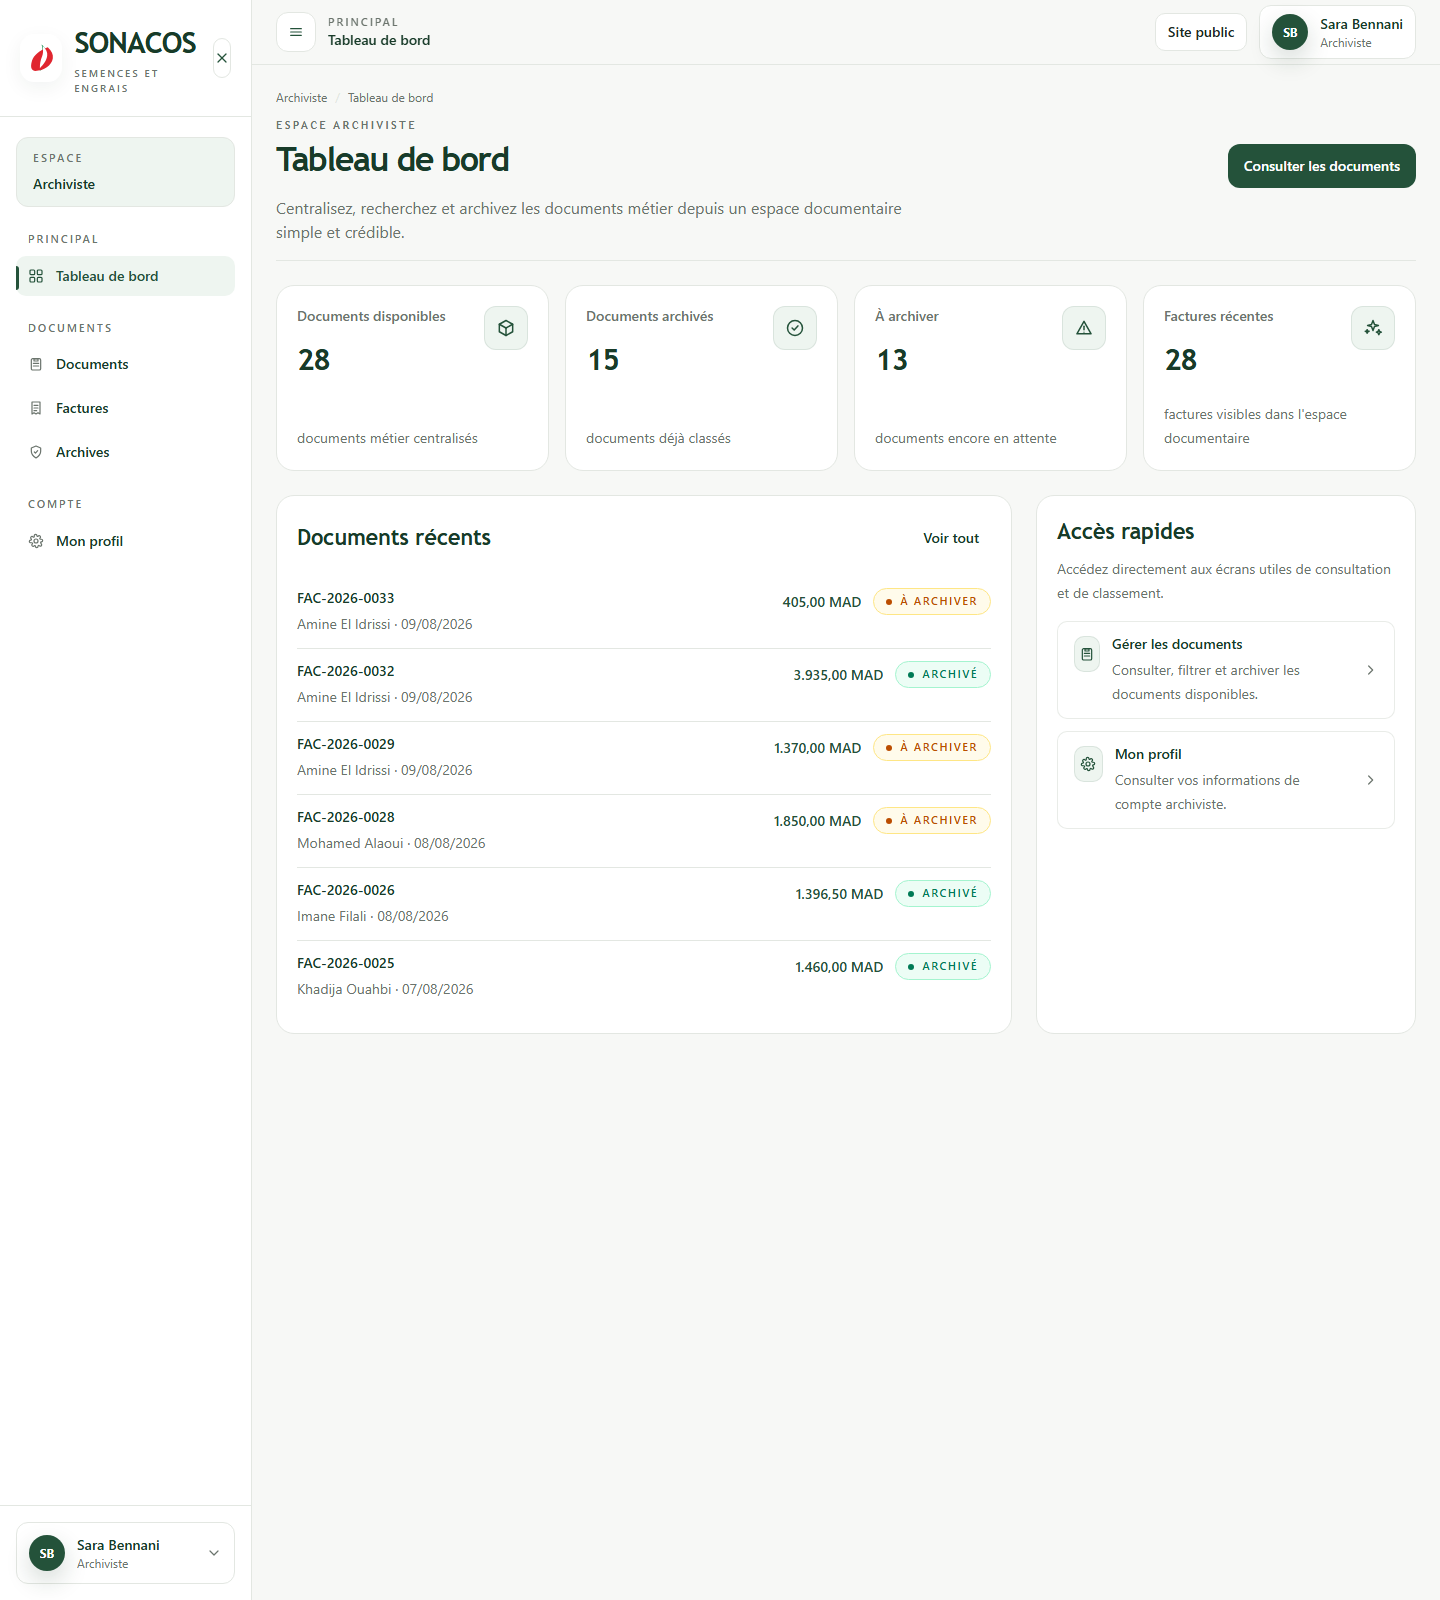 SONACOS
SEMENCES ET
ENGRAIS
ESPACE
Archiviste
PRINCIPAL
Tableau de bord
DOCUMENTS
Documents
Factures
Archives
COMPTE
Mon profil
SB
Sara Bennani
Archiviste
PRINCIPAL
Tableau de bord
Site public
SB
Sara Bennani
Archiviste
Archiviste / Tableau de bord
ESPACE ARCHIVISTE
Tableau de bord
Consulter les documents
Centralisez, recherchez et archivez les documents métier depuis un espace documentaire
simple et crédible.
Documents disponibles
28
documents métier centralisés
Documents archivés
15
documents déjà classés
À archiver
13
documents encore en attente
Factures récentes
28
factures visibles dans l'espace
documentaire
Documents récents
Voir tout
FAC-2026-0033
405,00 MAD
À ARCHIVER
Amine El Idrissi · 09/08/2026
FAC-2026-0032
3.935,00 MAD
ARCHIVÉ
Amine El Idrissi · 09/08/2026
FAC-2026-0029
1.370,00 MAD
À ARCHIVER
Amine El Idrissi · 09/08/2026
FAC-2026-0028
1.850,00 MAD
À ARCHIVER
Mohamed Alaoui · 08/08/2026
FAC-2026-0026
1.396,50 MAD
ARCHIVÉ
Imane Filali · 08/08/2026
FAC-2026-0025
1.460,00 MAD
ARCHIVÉ
Khadija Ouahbi · 07/08/2026
Accès rapides
Accédez directement aux écrans utiles de consultation
et de classement.
Gérer les documents
Consulter, filtrer et archiver les
documents disponibles.
Mon profil
Consulter vos informations de
compte archiviste.